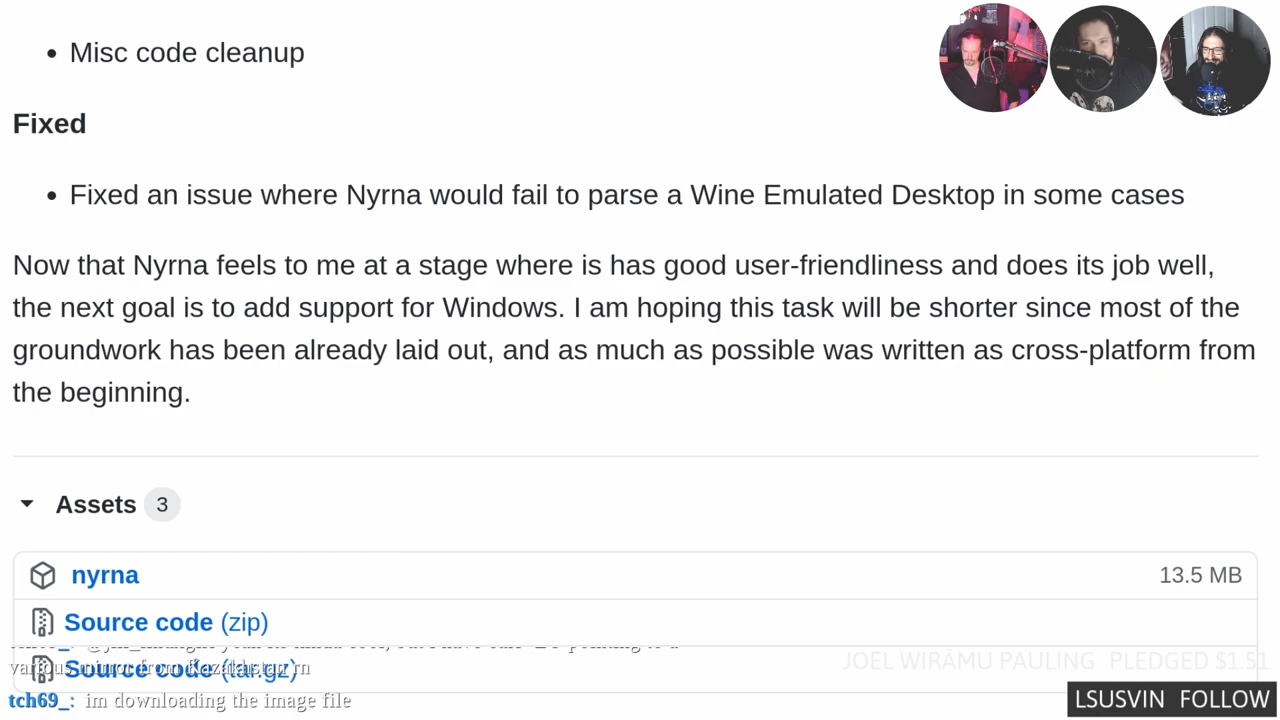 Misc code cleanup
Fixed
Fixed an issue where Nyrna would fail to parse a Wine Emulated Desktop in some cases
Now that Nyrna feels to me at a stage where is has good user-friendliness and does its job well,
the next goal is to add support for Windows. I am hoping this task will be shorter since most of the
groundwork has been already laid out, and as much as possible was written as cross-platform from
the beginning.
Assets 3
nyrna 13.5 MB
Source code (zip)
Source code (tar.gz)
various mirror from Kazakhstan rn
tch69_: im downloading the image file
JOEL WIRĀMU PAULING PLEDGED $1.51
LSUSVIN FOLLOW